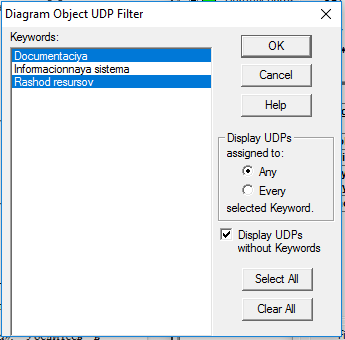 Diagram Object UDP Filter
Keywords:
Documentaciya
Informacionnaya sistema
Rashod resursov
OK
Cancel
Help
Display UDPs
assigned to:
Any
Every
selected Keyword.
Display UDPs
without Keywords
Select All
Clear All